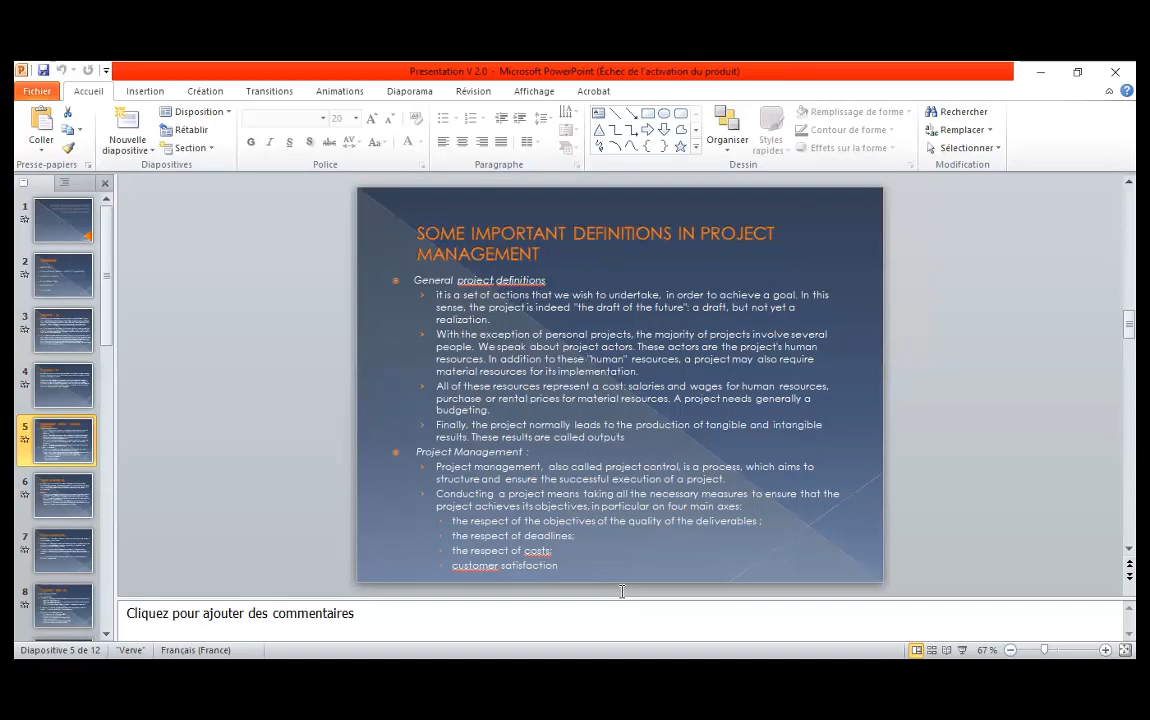 Presentation V 2.0 - Microsoft PowerPoint (Échec de l'activation du produit)
Fichier Accueil Insertion Création Transitions Animations Diaporama Révision Affichage Acrobat
Coller
Presse-papiers
Nouvelle diapositive
Disposition
Rétablir
Section
Diapositives
20
G I S S abc AV Aa A
Police
Paragraphe
Organiser
Styles rapides
Remplissage de forme
Contour de forme
Effets sur la forme
Dessin
Rechercher
Remplacer
Sélectionner
Modification
1
2
3
4
5
6
7
8
SOME IMPORTANT DEFINITIONS IN PROJECT
MANAGEMENT
General project definitions
it is a set of actions that we wish to undertake, in order to achieve a goal. In this
sense, the project is indeed "the draft of the future": a draft, but not yet a
realization.
With the exception of personal projects, the majority of projects involve several
people. We speak about project actors. These actors are the project's human
resources. In addition to these "human" resources, a project may also require
material resources for its implementation.
All of these resources represent a cost: salaries and wages for human resources,
purchase or rental prices for material resources. A project needs generally a
budgeting.
Finally, the project normally leads to the production of tangible and intangible
results. These results are called outputs
Project Management :
Project management, also called project control, is a process, which aims to
structure and ensure the successful execution of a project.
Conducting a project means taking all the necessary measures to ensure that the
project achieves its objectives, in particular on four main axes:
the respect of the objectives of the quality of the deliverables ;
the respect of deadlines;
the respect of costs;
customer satisfaction
Cliquez pour ajouter des commentaires
Diapositive 5 de 12 "Verve" Français (France) 67 %